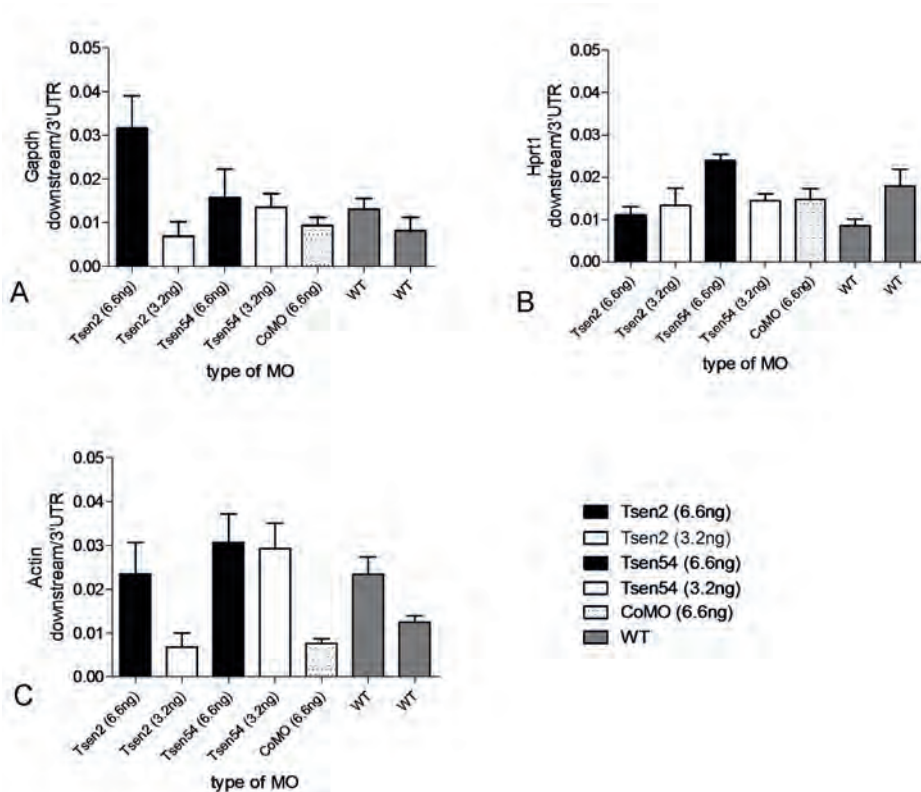 Gapdh
downstream/3'UTR
0.05
0.04
0.03
0.02
0.01
0.00
A
Tsen2 (6.6ng)
Tsen2 (3.2ng)
Tsen54 (6.6ng)
Tsen54 (3.2ng)
CoMO (6.6ng)
WT
WT
type of MO
Hprt1
downstream/3'UTR
0.05
0.04
0.03
0.02
0.01
0.00
B
Tsen2 (6.6ng)
Tsen2 (3.2ng)
Tsen54 (6.6ng)
Tsen54 (3.2ng)
CoMO (6.6ng)
WT
WT
type of MO
Actin
downstream/3'UTR
0.05
0.04
0.03
0.02
0.01
0.00
C
Tsen2 (6.6ng)
Tsen2 (3.2ng)
Tsen54 (6.6ng)
Tsen54 (3.2ng)
CoMO (6.6ng)
WT
WT
type of MO
Tsen2 (6.6ng)
Tsen2 (3.2ng)
Tsen54 (6.6ng)
Tsen54 (3.2ng)
CoMO (6.6ng)
WT